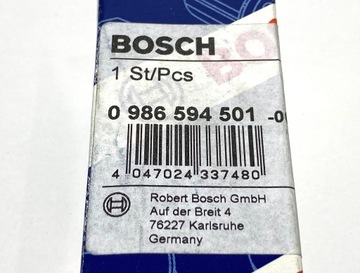 BOSCH
1 St/Pcs
0 986 594 501
4 047024 337480
Robert Bosch GmbH
Auf der Breit 4
76227 Karlsruhe
Germany